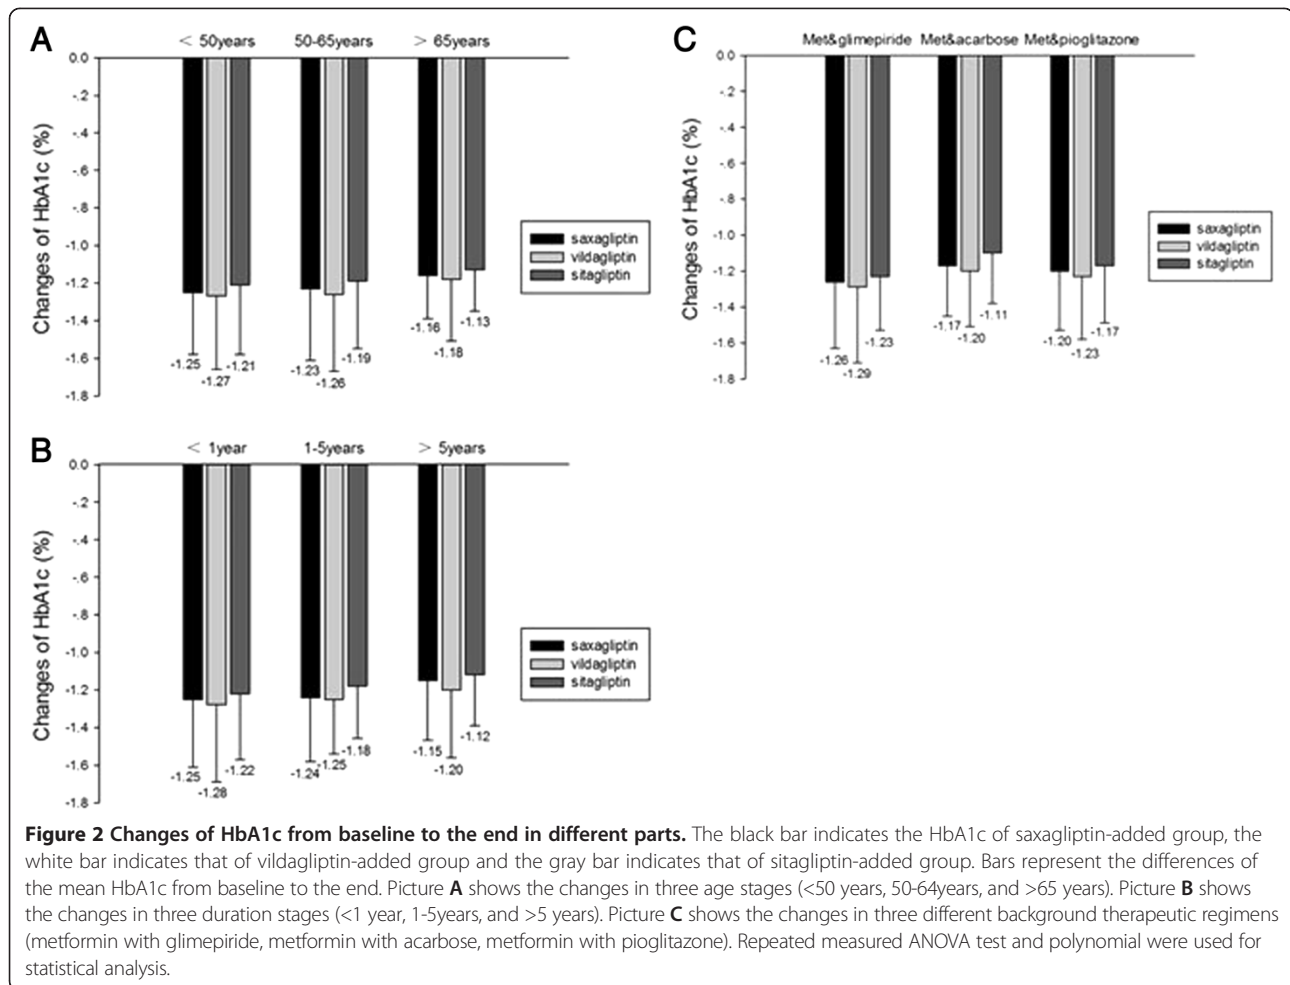 A
< 50years 50-65years > 65years
0.0
-.2
-.4
-.6
-.8
-1.0
-1.2
-1.4
-1.6
-1.8
Changes of HbA1c (%)
-1.25 -1.27 -1.21 -1.23 -1.26 -1.19 -1.16 -1.18 -1.13
saxagliptin
vildagliptin
sitagliptin
C
Met&glimepiride Met&acarbose Met&pioglitazone
0.0
-.2
-.4
-.6
-.8
-1.0
-1.2
-1.4
-1.6
-1.8
Changes of HbA1c (%)
-1.26 -1.29 -1.23 -1.17 -1.20 -1.11 -1.20 -1.23 -1.17
saxagliptin
vildagliptin
sitagliptin
B
< 1year 1-5years > 5years
0.0
-.2
-.4
-.6
-.8
-1.0
-1.2
-1.4
-1.6
-1.8
Changes of HbA1c (%)
-1.25 -1.28 -1.22 -1.24 -1.25 -1.18 -1.15 -1.20 -1.12
saxagliptin
vildagliptin
sitagliptin
Figure 2 Changes of HbA1c from baseline to the end in different parts. The black bar indicates the HbA1c of saxagliptin-added group, the
white bar indicates that of vildagliptin-added group and the gray bar indicates that of sitagliptin-added group. Bars represent the differences of
the mean HbA1c from baseline to the end. Picture A shows the changes in three age stages (<50 years, 50-64years, and >65 years). Picture B shows
the changes in three duration stages (<1 year, 1-5years, and >5 years). Picture C shows the changes in three different background therapeutic regimens
(metformin with glimepiride, metformin with acarbose, metformin with pioglitazone). Repeated measured ANOVA test and polynomial were used for
statistical analysis.